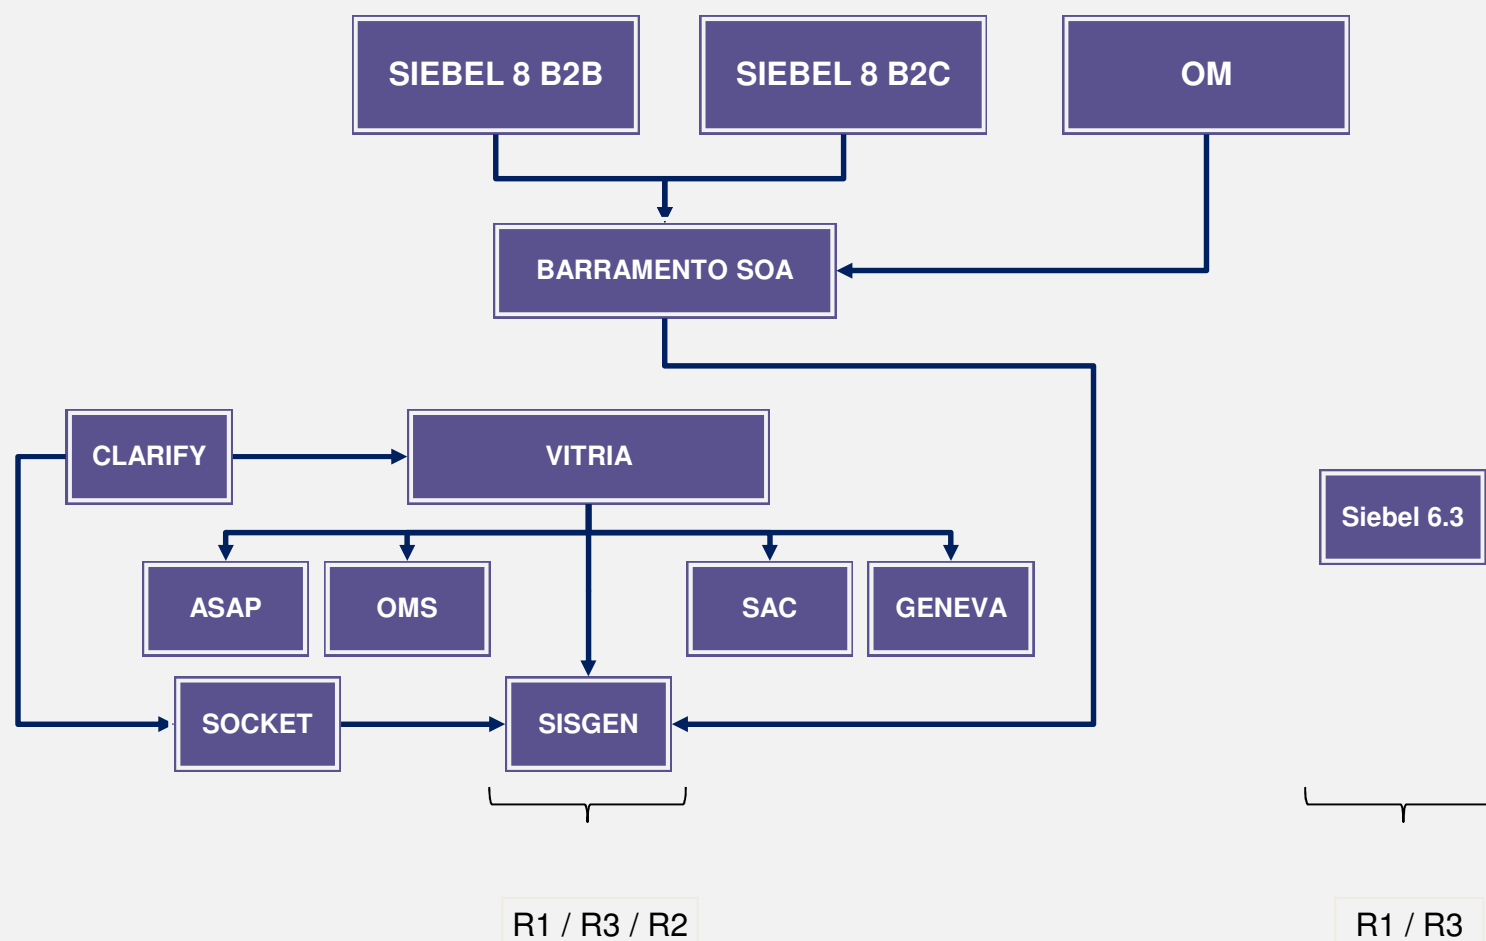 SIEBEL 8 B2B
SIEBEL 8 B2C
OM
BARRAMENTO SOA
CLARIFY
VITRIA
Siebel 6.3
ASAP
OMS
SAC
GENEVA
SOCKET
SISGEN
R1 / R3 / R2
R1 / R3